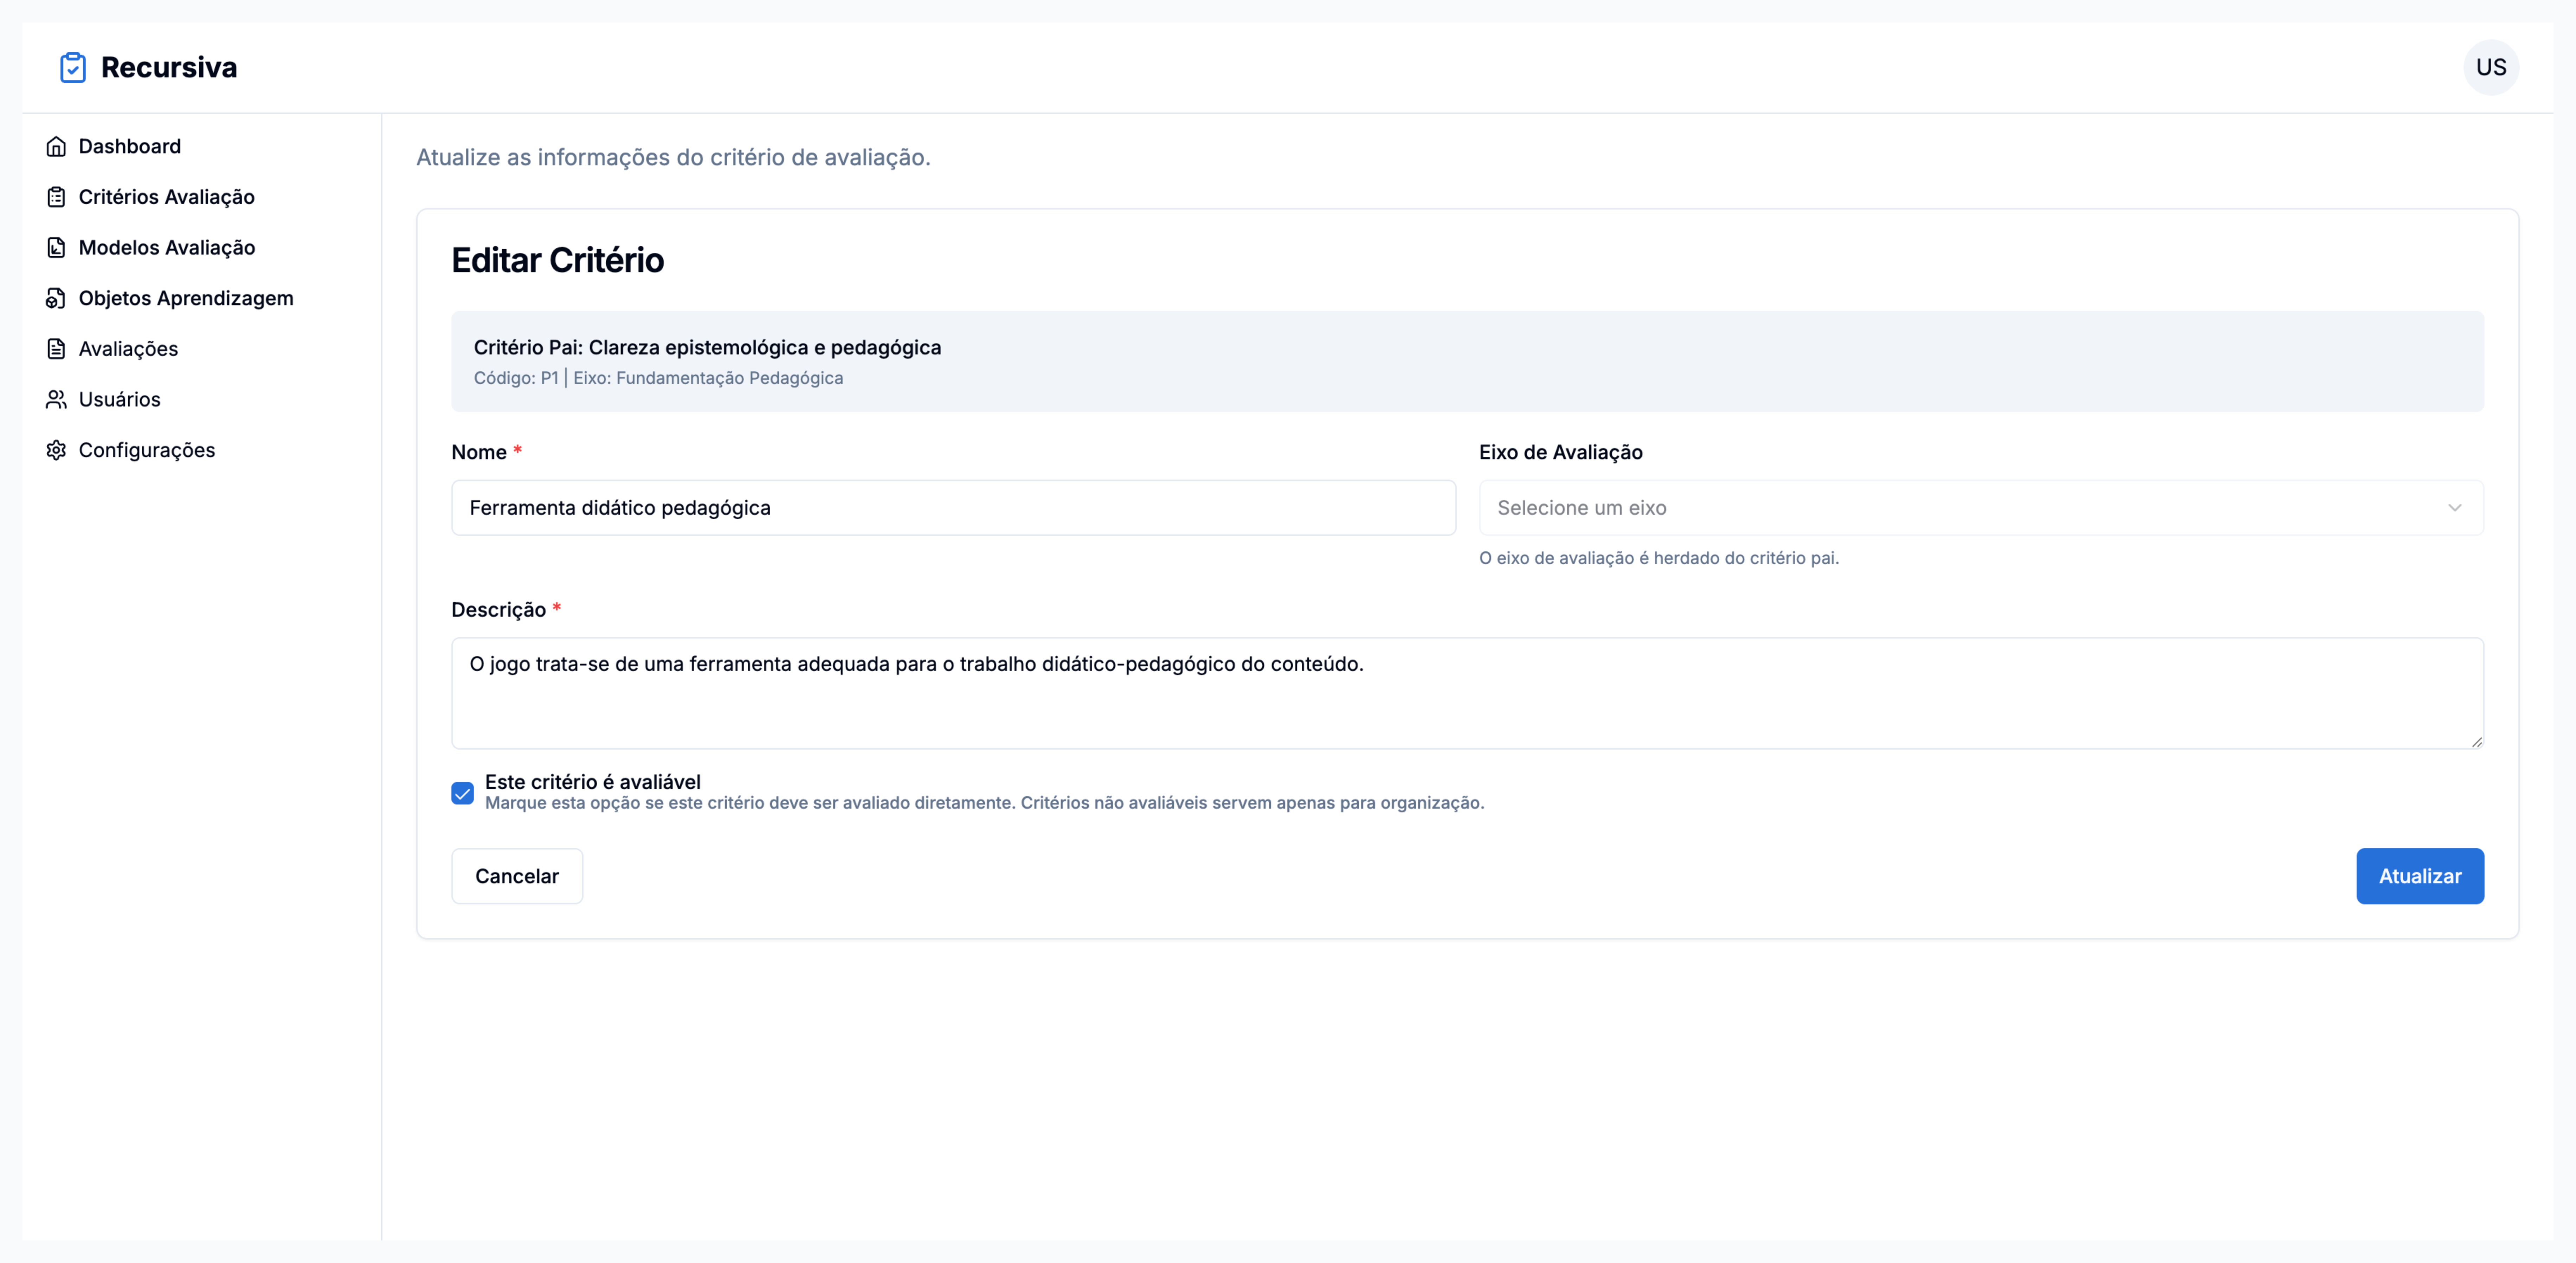 Recursiva
US
Dashboard
Critérios Avaliação
Modelos Avaliação
Objetos Aprendizagem
Avaliações
Usuários
Configurações
Atualize as informações do critério de avaliação.
Editar Critério
Critério Pai: Clareza epistemológica e pedagógica
Código: P1 | Eixo: Fundamentação Pedagógica
Nome *
Ferramenta didático pedagógica
Eixo de Avaliação
Selecione um eixo
O eixo de avaliação é herdado do critério pai.
Descrição *
O jogo trata-se de uma ferramenta adequada para o trabalho didático-pedagógico do conteúdo.
Este critério é avaliável
Marque esta opção se este critério deve ser avaliado diretamente. Critérios não avaliáveis servem apenas para organização.
Cancelar
Atualizar